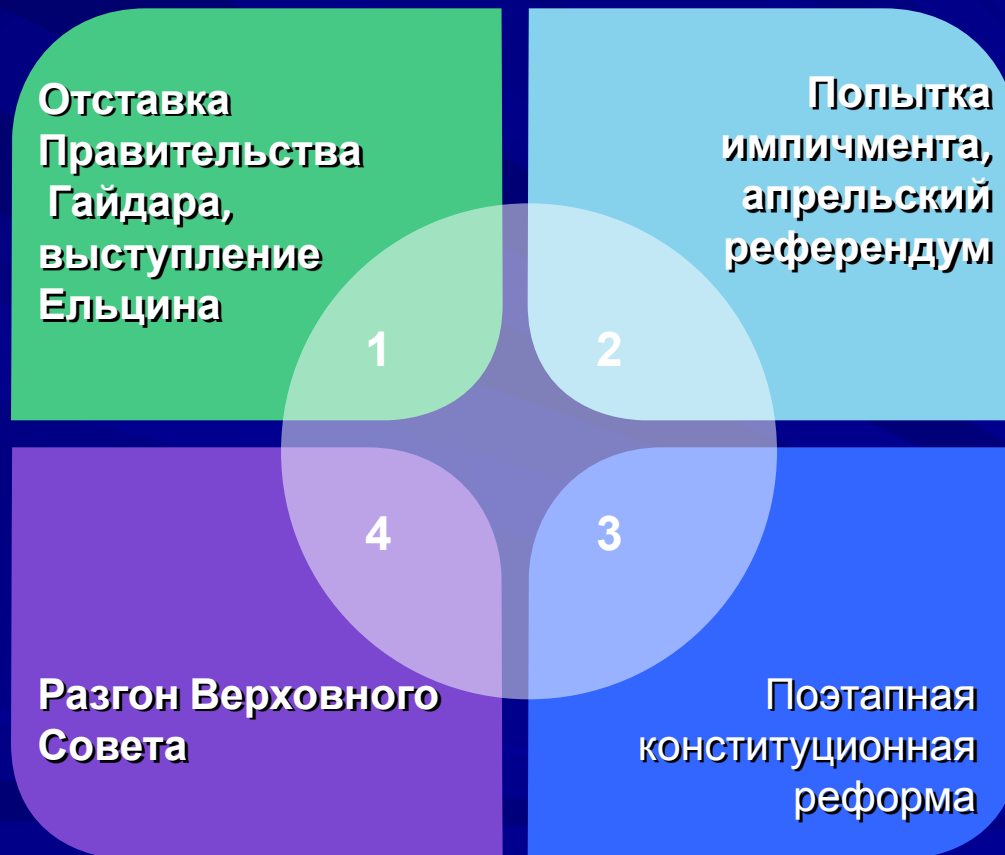 Отставка
Правительства
Гайдара,
выступление
Ельцина
1
Попытка
импичмента,
апрельский
референдум
2
4
Разгон Верховного
Совета
3
Поэтапная
конституционная
реформа